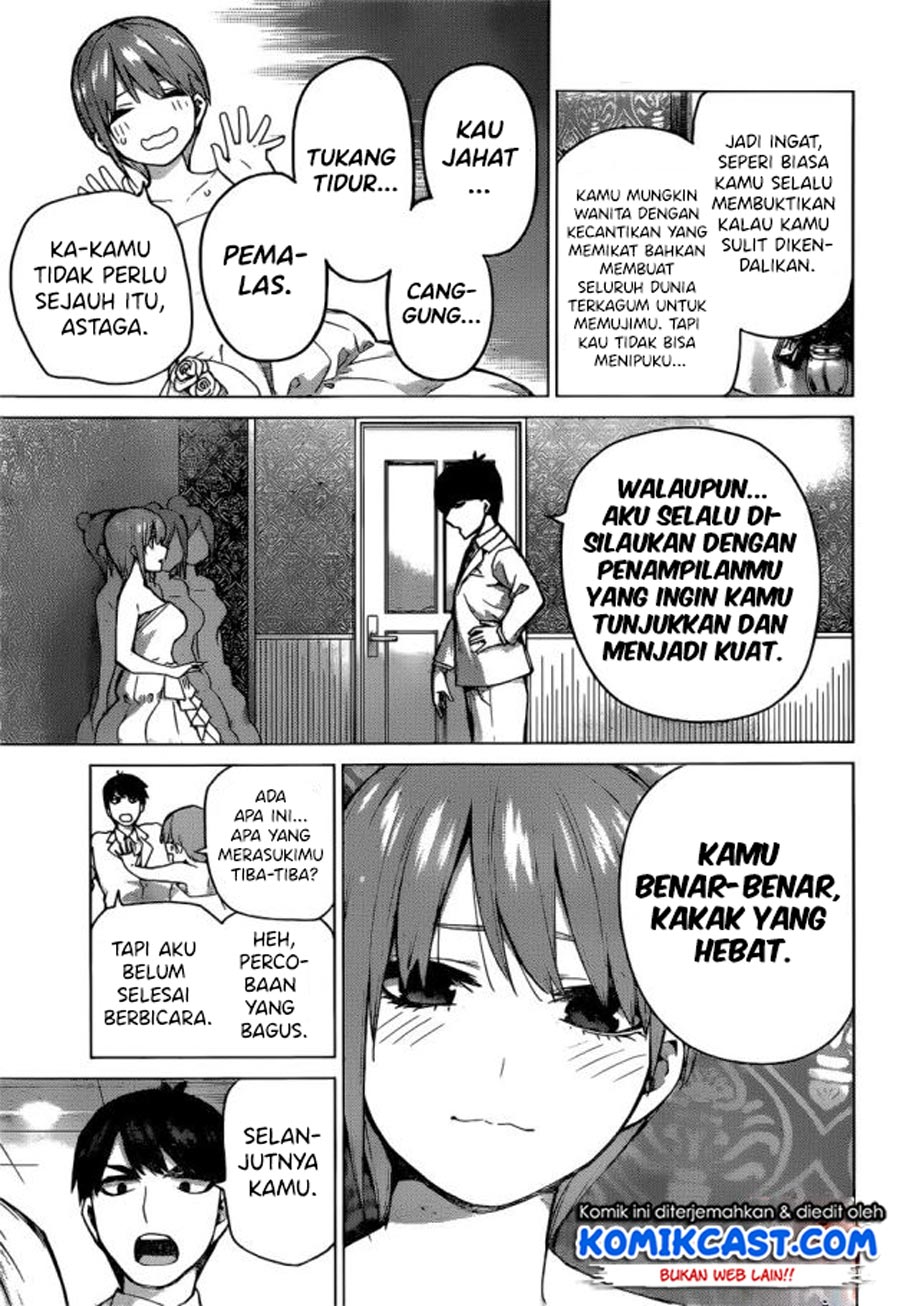 JADI INGAT,
SEPERI BIASA
KAMU SELALU
MEMBUKTIKAN
KALAU KAMU
SULIT DIKEN-
DALIKAN.
KAMU MUNGKIN
WANITA DENGAN
KECANTIKAN YANG
MEMIKAT BAHKAN
MEMBUAT
SELURUH DUNIA
TERKAGUM UNTUK
MEMUJIMU. TAPI
KAU TIDAK BISA
MENIPUKU...
KAU
JAHAT
...
TUKANG
TIDUR...
CANG-
GUNG...
PEMA-
LAS.
KA-KAMU
TIDAK PERLU
SEJAUH ITU,
ASTAGA.
WALAUPUN...
AKU SELALU DI-
SILAUKAN DENGAN
PENAMPILANMU
YANG INGIN KAMU
TUNJUKKAN DAN
MENJADI KUAT.
KAMU
BENAR-BENAR,
KAKAK YANG
HEBAT.
ADA
APA INI...
APA YANG
MERASUKIMU
TIBA-TIBA?
HEH,
PERCO-
BAAN
YANG
BAGUS.
TAPI AKU
BELUM
SELESAI
BERBICARA.
SELAN-
JUTNYA
KAMU.
Komik ini diterjemahkan & diedit oleh
KOMIKCAST.COM
BUKAN WEB LAIN!!